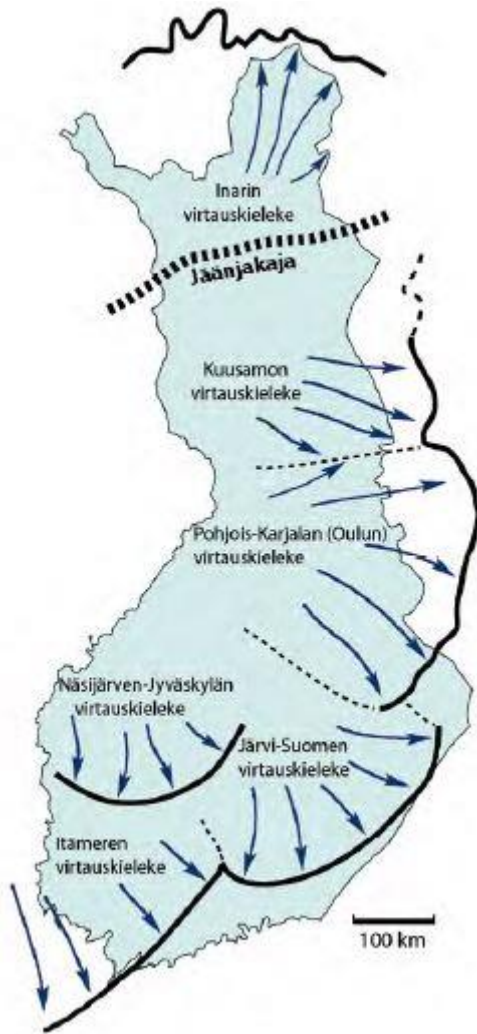 Inarin
virtauskieleke
Jäänjakaja
Kuusamon
virtauskieleke
Pohjois-Karjalan (Oulun)
virtauskieleke
Näsijärven-Jyväskylän
virtauskieleke
Järvi-Suomen
virtauskieleke
Itämeren
virtauskieleke
100 km